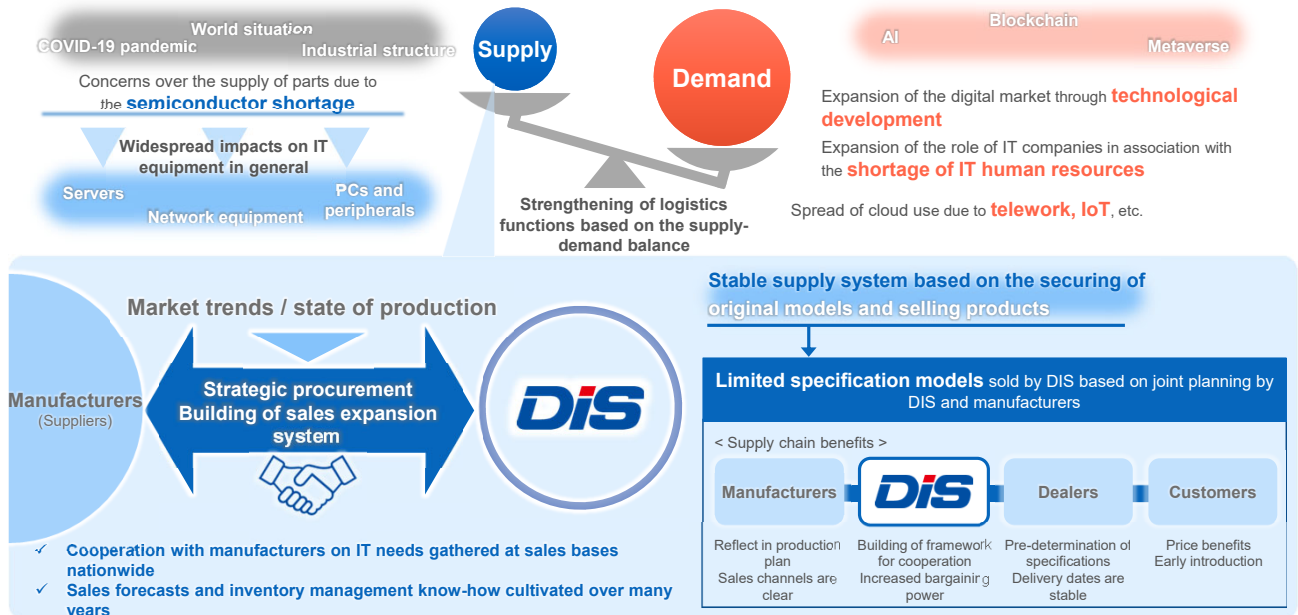 World situation
COVID-19 pandemic
Industrial structure
Concerns over the supply of parts due to
the semiconductor shortage
Widespread impacts on IT
equipment in general
Servers
Network equipment
PCs and
peripherals
Supply
Demand
Strengthening of logistics
functions based on the supply-
demand balance
Blockchain
AI
Metaverse
Expansion of the digital market through technological
development
Expansion of the role of IT companies in association with
the shortage of IT human resources
Spread of cloud use due to telework, IoT, etc.
Market trends / state of production
Manufacturers
(Suppliers)
Strategic procurement
Building of sales expansion
system
DiS
✓ Cooperation with manufacturers on IT needs gathered at sales bases
nationwide
✓ Sales forecasts and inventory management know-how cultivated over many
years
Stable supply system based on the securing of
original models and selling products
Limited specification models sold by DIS based on joint planning by
DIS and manufacturers
< Supply chain benefits >
Manufacturers
DiS
Dealers
Customers
Reflect in production
plan
Sales channels are
clear
Building of framework
for cooperation
Increased bargaining
power
Pre-determination of
specifications
Delivery dates are
stable
Price benefits
Early introduction